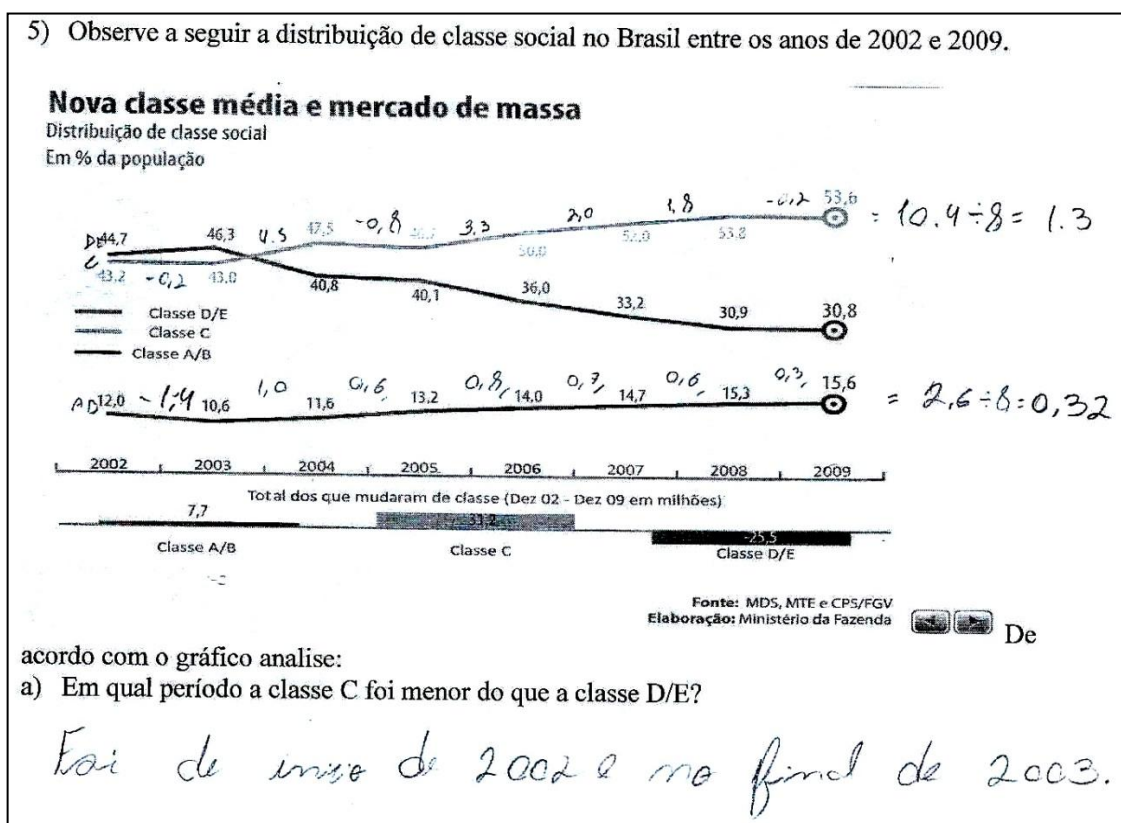 5) Observe a seguir a distribuição de classe social no Brasil entre os anos de 2002 e 2009.
Nova classe média e mercado de massa
Distribuição de classe social
Em % da população
-0,8 3,3 2,0 1,8 -0,2 53,6 = 10.4÷8= 1.3
DE 44,7 46,3 4.5 47,5 50,0 53,8
C 43,2 -0,2 43,0 40,8 40,1 36,0 33,2 30,9 30,8
Classe D/E
Classe C
Classe A/B
12,0 -1,4 10,6 1,0 11,6 0,6 13,2 0,8 14,0 0,7 14,7 0,6 15,3 0,3 15,6 = 2,6÷8=0,32
2002 2003 2004 2005 2006 2007 2008 2009
Total dos que mudaram de classe (Dez 02 - Dez 09 em milhões)
7,7 33,2 -25,5
Classe A/B Classe C Classe D/E
Fonte: MDS, MTE e CPS/FGV
Elaboração: Ministério da Fazenda
De
acordo com o gráfico analise:
a) Em qual período a classe C foi menor do que a classe D/E?
Foi de iniso de 2002 e no final de 2003.